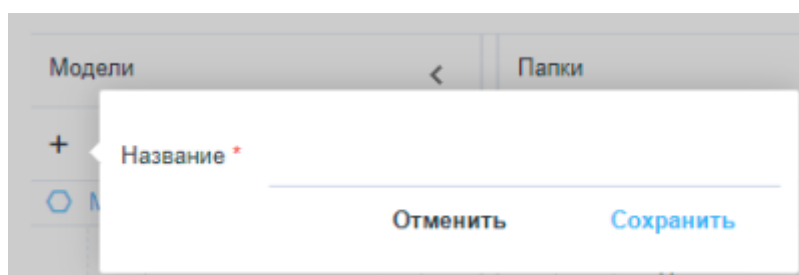 Модели < Папки
+ Название *
М
Отменить Сохранить